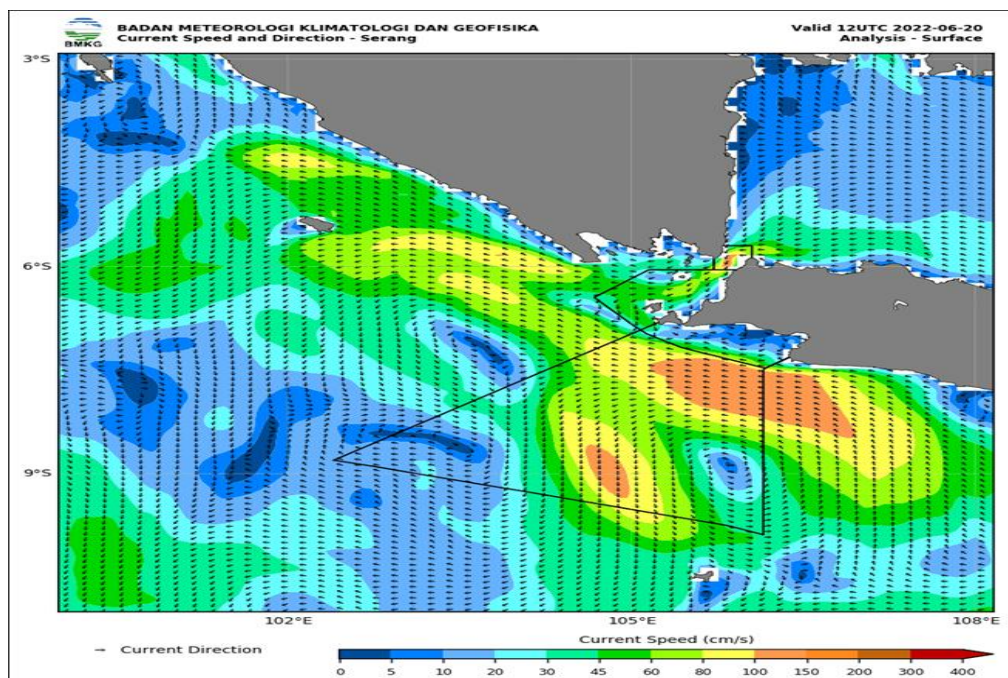 BMKG
BADAN METEOROLOGI KLIMATOLOGI DAN GEOFISIKA
Current Speed and Direction - Serang
Valid 12UTC 2022-06-20
Analysis - Surface
3°S
6°S
9°S
102°E
105°E
108°E
Current Direction
Current Speed (cm/s)
0 5 10 20 30 45 60 80 100 150 200 300 400